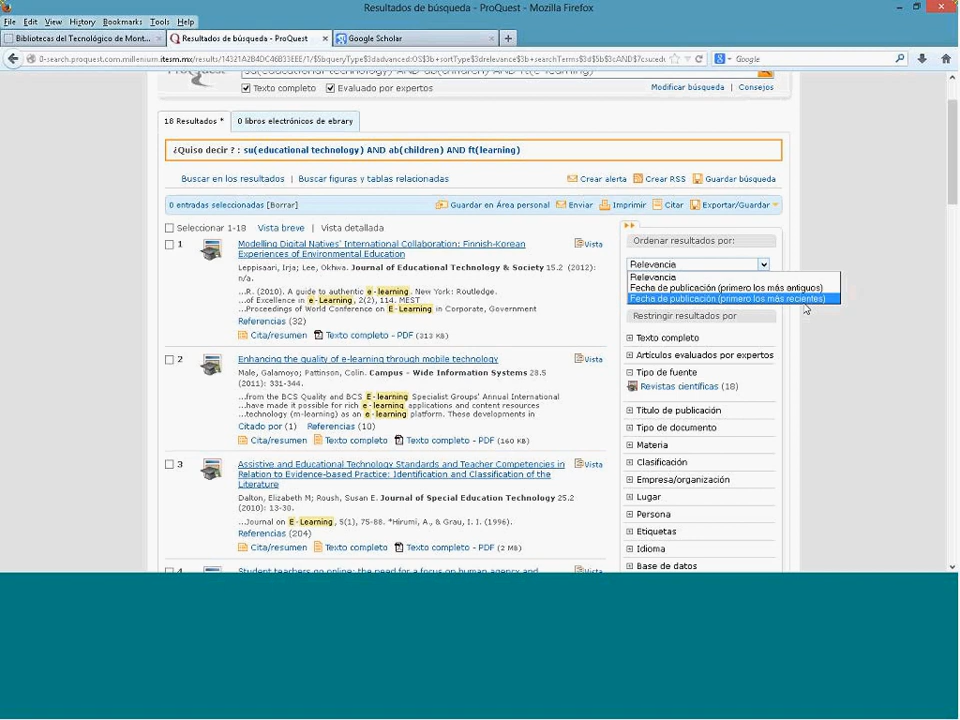 Resultados de búsqueda - ProQuest - Mozilla Firefox
File Edit View History Bookmarks Tools Help
Bibliotecas del Tecnológico de Mont... Resultados de búsqueda - ProQuest Google Scholar
Google
ProQuest
Texto completo Evaluado por expertos Modificar búsqueda | Consejos
18 Resultados * 0 libros electrónicos de ebrary
¿Quiso decir ? : su(educational technology) AND ab(children) AND ft(learning)
Buscar en los resultados | Buscar figuras y tablas relacionadas Crear alerta Crear RSS Guardar búsqueda
0 entradas seleccionadas [Borrar] Guardar en Área personal Enviar Imprimir Citar Exportar/Guardar
Seleccionar 1-18 Vista breve | Vista detallada
1 Modelling Digital Natives' International Collaboration: Finnish-Korean Vista
Experiences of Environmental Education
Leppisaari, Irja; Lee, Okhwa. Journal of Educational Technology & Society 15.2 (2012):
n/a.
...R. (2010). A guide to authentic e-learning. New York: Routledge.
...of Excellence in e-Learning, 2(2), 114. MEST
...Proceedings of World Conference on E-Learning in Corporate, Government
Referencias (32)
Cita/resumen Texto completo - PDF (313 KB)
2 Enhancing the quality of e-learning through mobile technology Vista
Male, Galamoyo; Pattinson, Colin. Campus - Wide Information Systems 28.5
(2011): 331-344.
...from the BCS Quality and BCS E-learning Specialist Groups' Annual International
...have made it possible for rich e-learning applications and content resources
...technology (m-learning) as an e-learning platform. These developments in
Citado por (1) Referencias (10)
Cita/resumen Texto completo Texto completo - PDF (160 KB)
3 Assistive and Educational Technology Standards and Teacher Competencies in Vista
Relation to Evidence-based Practice: Identification and Classification of the
Literature
Dalton, Elizabeth M; Roush, Susan E. Journal of Special Education Technology 25.2
(2010): 13-30.
...Journal on E-Learning, 5(1), 75-88. *Hirumi, A., & Grau, I. I. (1996).
Referencias (204)
Cita/resumen Texto completo Texto completo - PDF (2 MB)
4 Student teachers go online: the need for a focus on human agency and Vista
Ordenar resultados por:
Relevancia
Relevancia
Fecha de publicación (primero los más antiguos)
Fecha de publicación (primero los más recientes)
Restringir resultados por
Texto completo
Artículos evaluados por expertos
Tipo de fuente
Revistas científicas (18)
Título de publicación
Tipo de documento
Materia
Clasificación
Empresa/organización
Lugar
Persona
Etiquetas
Idioma
Base de datos